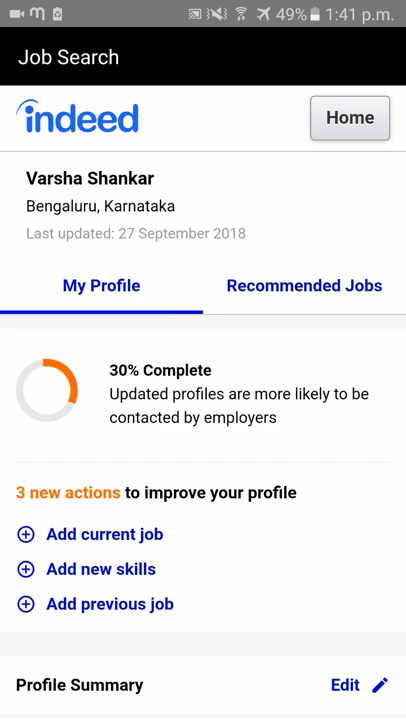 49% 1:41 p.m.
Job Search
indeed
Home
Varsha Shankar
Bengaluru, Karnataka
Last updated: 27 September 2018
My Profile Recommended Jobs
30% Complete
Updated profiles are more likely to be
contacted by employers
3 new actions to improve your profile
Add current job
Add new skills
Add previous job
Profile Summary Edit